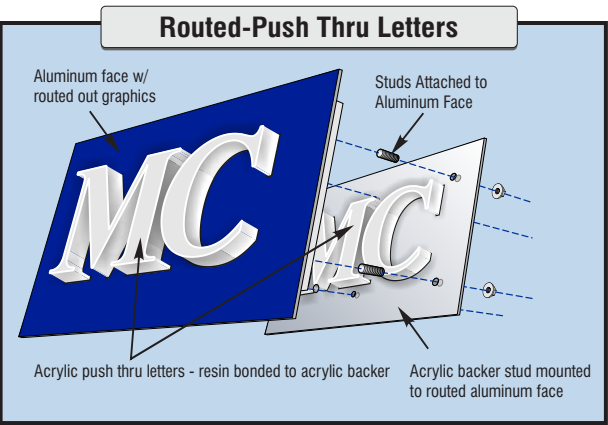 Routed-Push Thru Letters
Aluminum face w/
routed out graphics
Studs Attached to
Aluminum Face
MC
MC
Acrylic push thru letters - resin bonded to acrylic backer
Acrylic backer stud mounted
to routed aluminum face